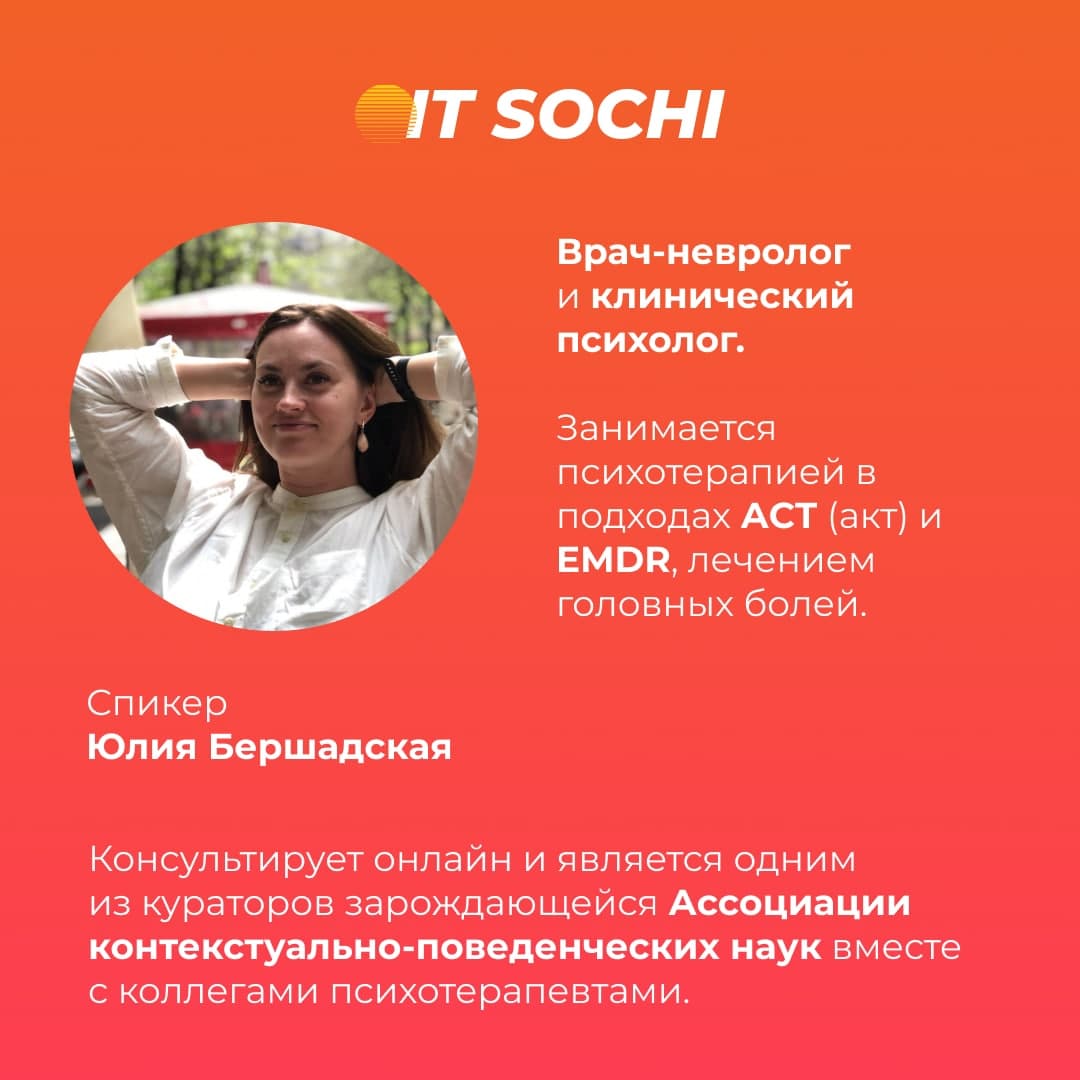 IT SOCHI
Врач-невролог
и клинический
психолог.
Занимается
психотерапией в
подходах ACT (акт) и
EMDR, лечением
головных болей.
Спикер
Юлия Бершадская
Консультирует онлайн и является одним
из кураторов зарождающейся Ассоциации
контекстуально-поведенческих наук вместе
с коллегами психотерапевтами.